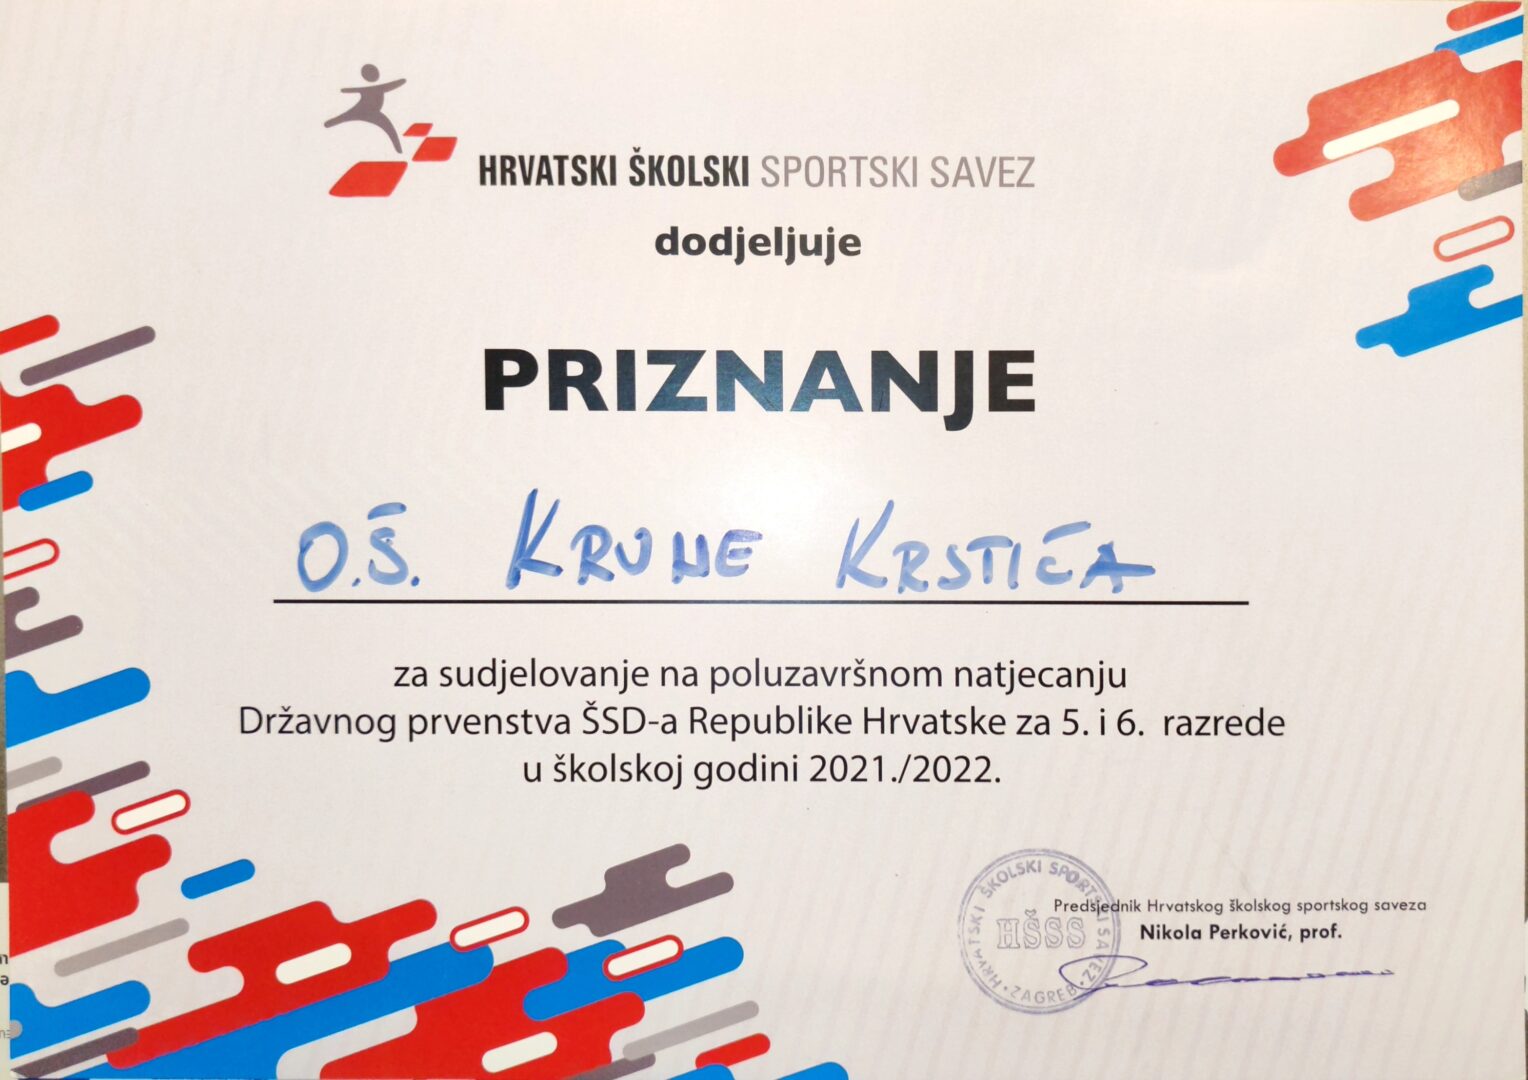 HRVATSKI ŠKOLSKI SPORTSKI SAVEZ
dodjeljuje
PRIZNANJE
O.Š. KRUNE KRSTIĆA
za sudjelovanje na poluzavršnom natjecanju
Državnog prvenstva ŠSD-a Republike Hrvatske za 5. i 6. razrede
u školskoj godini 2021./2022.
HRVATSKI ŠKOLSKI SPORTSKI SAVEZ · ZAGREB ·
HŠSS
Predsjednik Hrvatskog školskog sportskog saveza
Nikola Perković, prof.